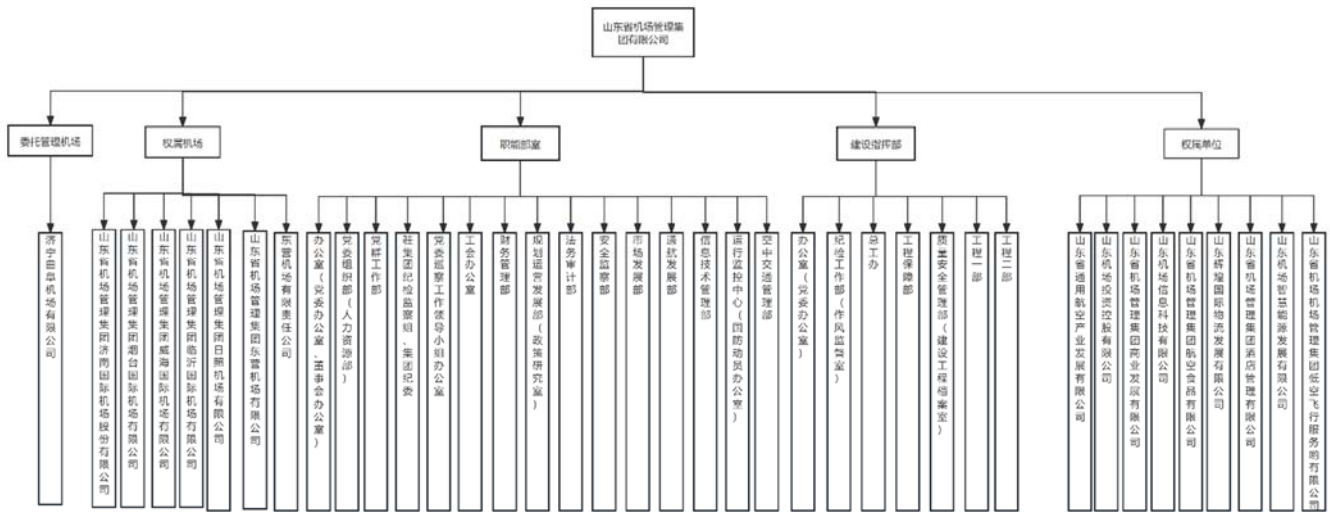 山东省机场管理集
团有限公司
委托管理机场
权属机场
职能部室
建设指挥部
权属单位
济宁曲阜机场有限公司
山东省机场管理集团济南国际机场股份有限公司
山东省机场管理集团烟台国际机场有限公司
山东省机场管理集团威海国际机场有限公司
山东省机场管理集团临沂国际机场有限公司
山东省机场管理集团日照机场有限公司
山东省机场管理集团东营机场有限公司
东营机场有限责任公司
办公室（党委办公室、董事会办公室）
党委组织部（人力资源部）
党群工作部
驻集团纪检监察组、集团纪委
党委巡察工作领导小组办公室
工会办公室
财务管理部
规划运营发展部（政策研究室）
法务审计部
安全监察部
市场发展部
通航发展部
信息技术管理部
运行监控中心（国防动员办公室）
空中交通管理部
办公室（党委办公室）
纪检工作部（作风监督室）
总工办
工程保障部
质量安全管理部（建设工程档案室）
工程一部
工程二部
山东省通用航空产业发展有限公司
山东机场投资控股有限公司
山东省机场管理集团商业发展有限公司
山东机场信息科技有限公司
山东省机场管理集团航空食品有限公司
山东辉煌国际物流发展有限公司
山东省机场管理集团酒店管理有限公司
山东机场智慧能源发展有限公司
山东省机场机场管理集团低空飞行服务有限公司